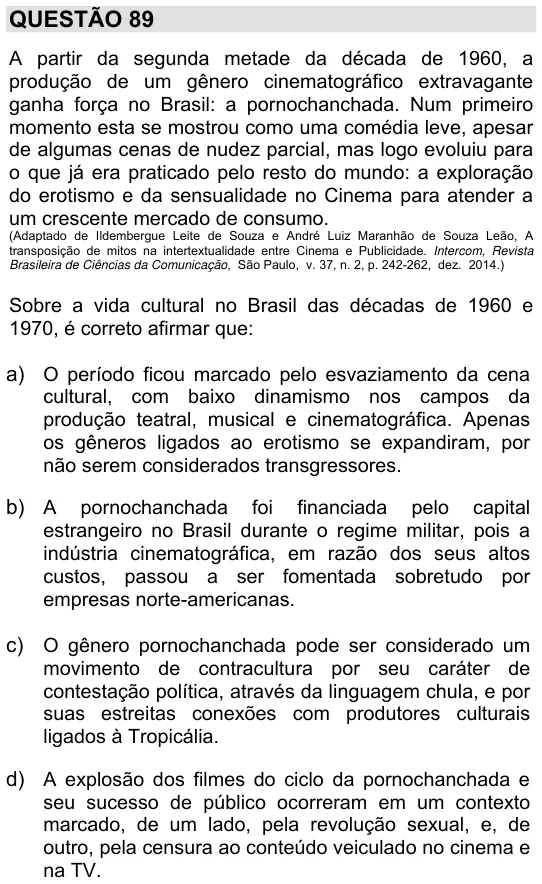 QUESTÃO 89
A partir da segunda metade da década de 1960, a
produção de um gênero cinematográfico extravagante
ganha força no Brasil: a pornochanchada. Num primeiro
momento esta se mostrou como uma comédia leve, apesar
de algumas cenas de nudez parcial, mas logo evoluiu para
o que já era praticado pelo resto do mundo: a exploração
do erotismo e da sensualidade no Cinema para atender a
um crescente mercado de consumo.
(Adaptado de Ildembergue Leite de Souza e André Luiz Maranhão de Souza Leão, A
transposição de mitos na intertextualidade entre Cinema e Publicidade. Intercom, Revista
Brasileira de Ciências da Comunicação, São Paulo, v. 37, n. 2, p. 242-262, dez. 2014.)
Sobre a vida cultural no Brasil das décadas de 1960 e
1970, é correto afirmar que:
a) O período ficou marcado pelo esvaziamento da cena
cultural, com baixo dinamismo nos campos da
produção teatral, musical e cinematográfica. Apenas
os gêneros ligados ao erotismo se expandiram, por
não serem considerados transgressores.
b) A pornochanchada foi financiada pelo capital
estrangeiro no Brasil durante o regime militar, pois a
indústria cinematográfica, em razão dos seus altos
custos, passou a ser fomentada sobretudo por
empresas norte-americanas.
c) O gênero pornochanchada pode ser considerado um
movimento de contracultura por seu caráter de
contestação política, através da linguagem chula, e por
suas estreitas conexões com produtores culturais
ligados à Tropicália.
d) A explosão dos filmes do ciclo da pornochanchada e
seu sucesso de público ocorreram em um contexto
marcado, de um lado, pela revolução sexual, e, de
outro, pela censura ao conteúdo veiculado no cinema e
na TV.